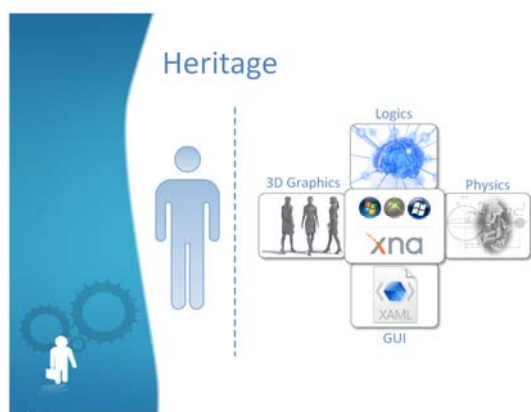 Heritage
Logics
3D Graphics
Physics
xna
XAML
GUI